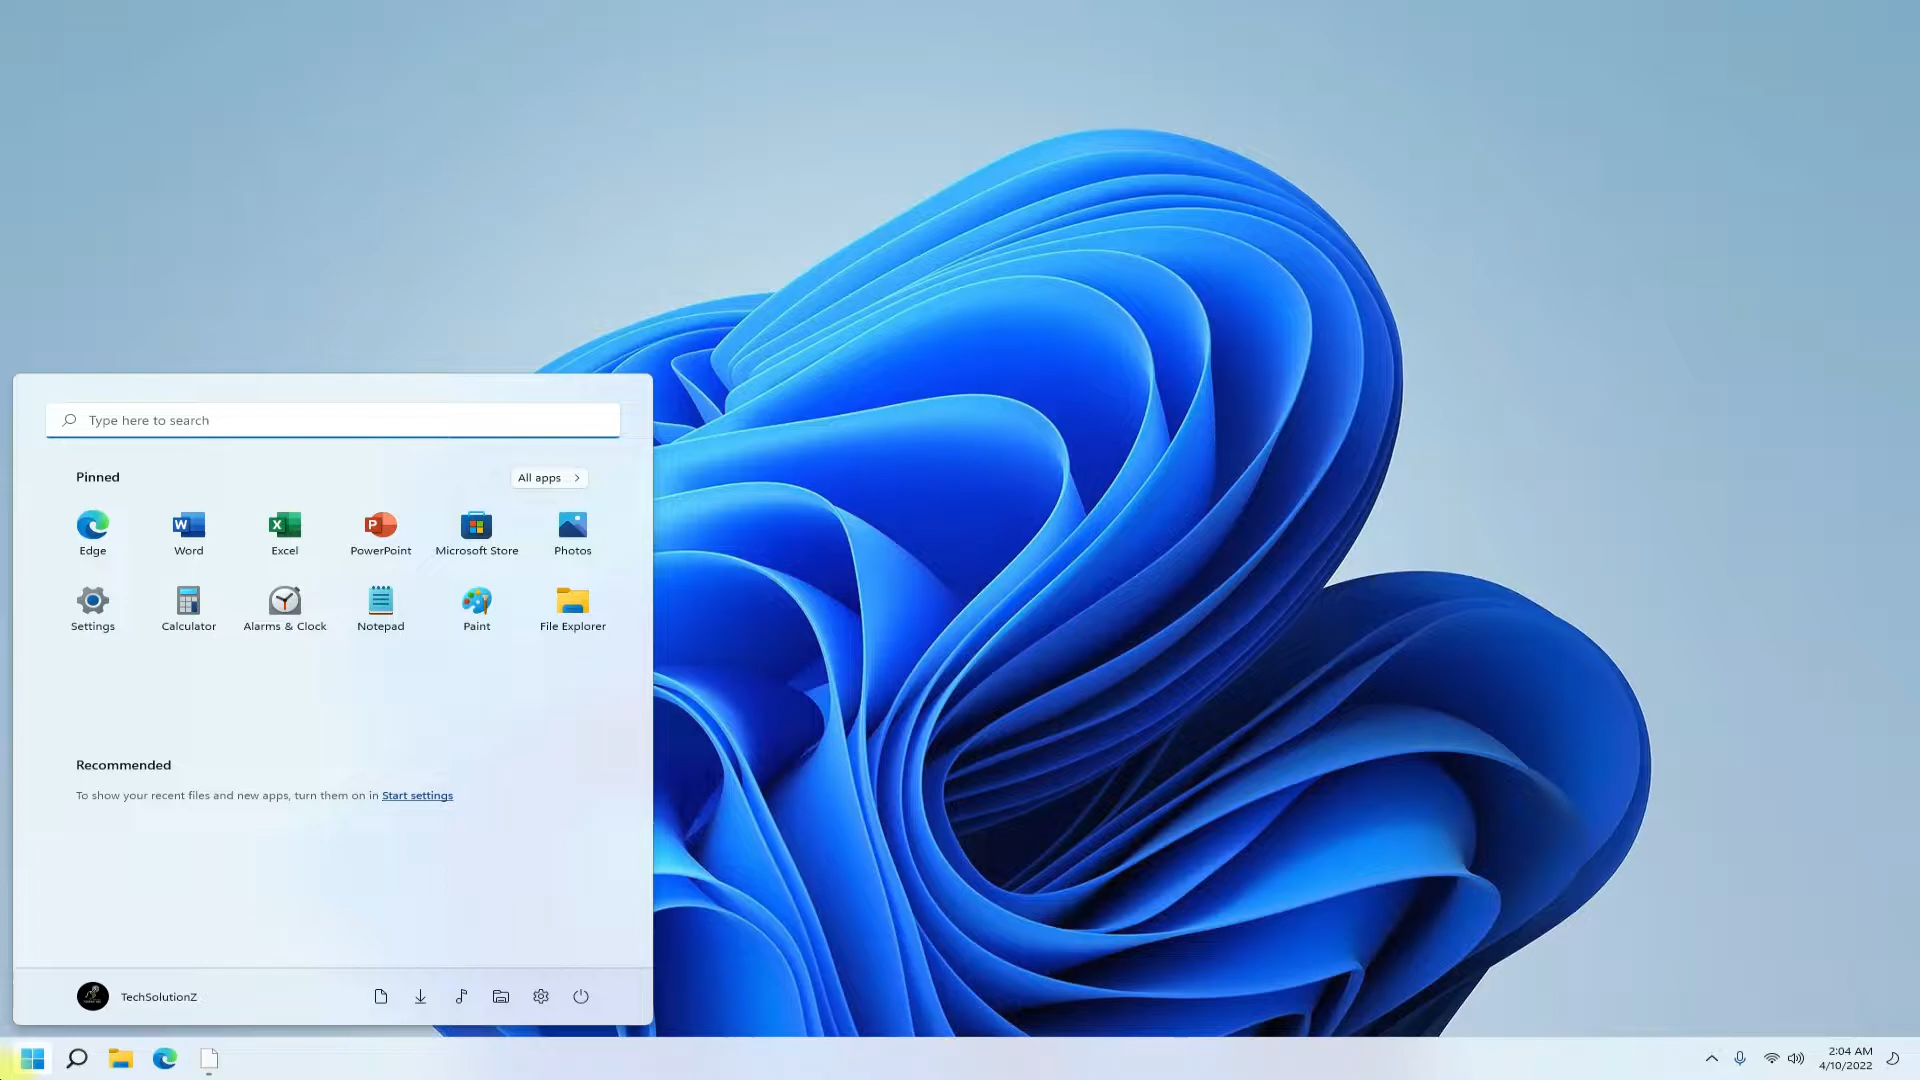 Type here to search
Pinned
All apps
Edge
Word
Excel
PowerPoint
Microsoft Store
Photos
Settings
Calculator
Alarms & Clock
Notepad
Paint
File Explorer
Recommended
To show your recent files and new apps, turn them on in Start settings
TechSolutionZ
2:04 AM
4/10/2022